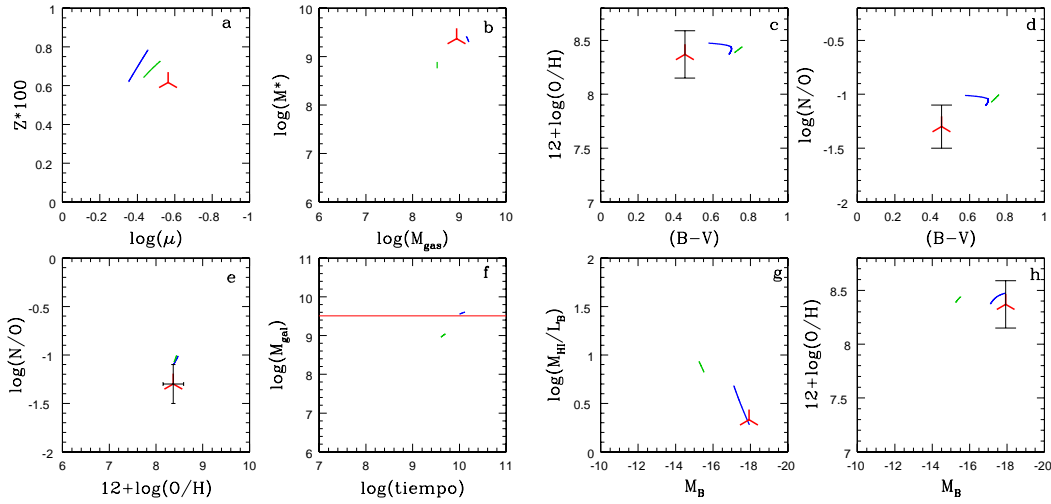 a
Z*100
1
0.8
0.6
0.4
0.2
0
0 -0.2 -0.4 -0.6 -0.8 -1
log(μ)
b
log(M*)
10
9
8
7
6
6 7 8 9 10
log(M_gas)
c
12+log(O/H)
9
8.5
8
7.5
7
0 0.2 0.4 0.6 0.8 1
(B-V)
d
log(N/O)
-0.5
-1
-1.5
-2
0 0.2 0.4 0.6 0.8 1
(B-V)
e
log(N/O)
0
-0.5
-1
-1.5
-2
6 7 8 9 10
12+log(O/H)
f
log(M_gal)
11
10
9
8
7
6
7 8 9 10 11
log(tiempo)
g
log(M_HI/L_B)
2
1.5
1
0.5
0
-10 -12 -14 -16 -18 -20
M_B
h
12+log(O/H)
9
8.5
8
7.5
7
-10 -12 -14 -16 -18 -20
M_B